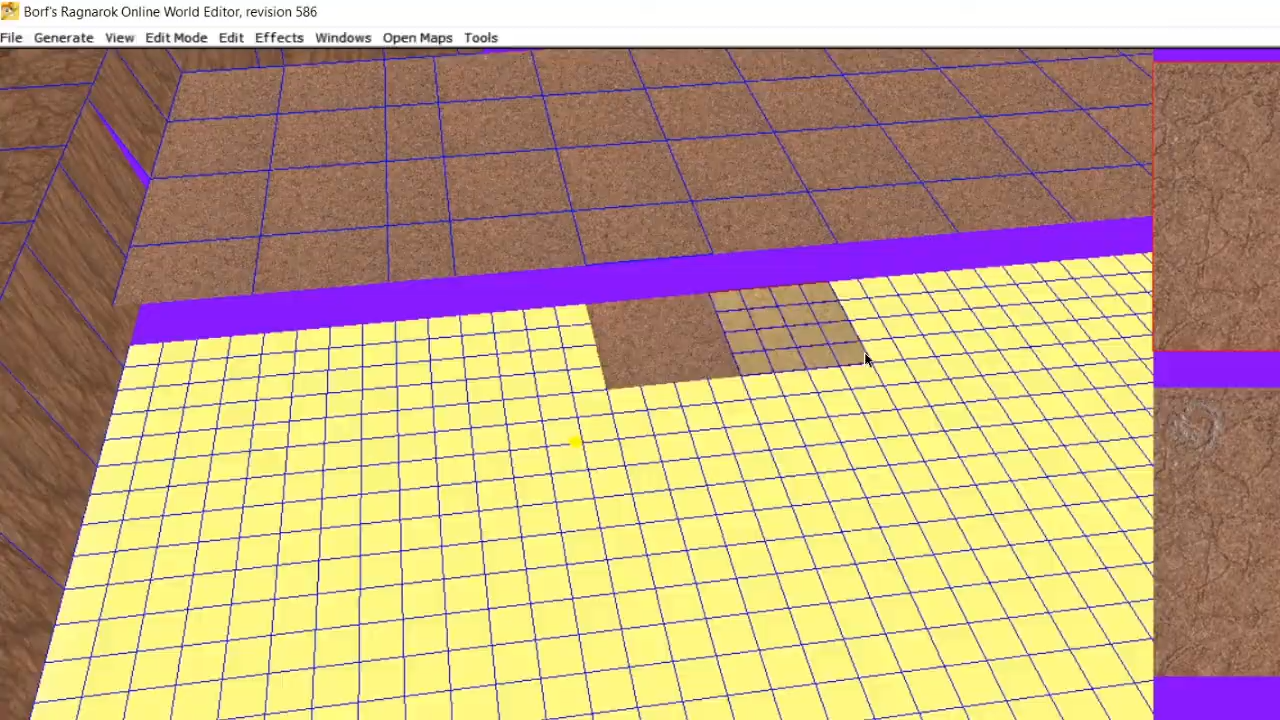 Borf's Ragnarok Online World Editor, revision 586
File Generate View Edit Mode Edit Effects Windows Open Maps Tools